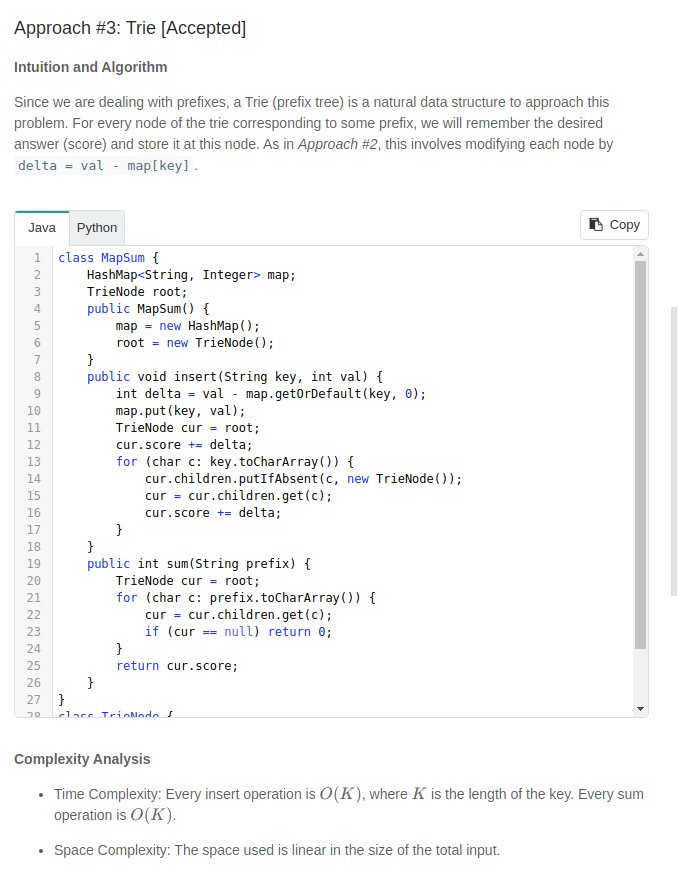 Approach #3: Trie [Accepted]
Intuition and Algorithm
Since we are dealing with prefixes, a Trie (prefix tree) is a natural data structure to approach this
problem. For every node of the trie corresponding to some prefix, we will remember the desired
answer (score) and store it at this node. As in Approach #2, this involves modifying each node by
delta = val - map[key] .
Java Python Copy
1 class MapSum {
2     HashMap<String, Integer> map;
3     TrieNode root;
4     public MapSum() {
5         map = new HashMap();
6         root = new TrieNode();
7     }
8     public void insert(String key, int val) {
9         int delta = val - map.getOrDefault(key, 0);
10         map.put(key, val);
11         TrieNode cur = root;
12         cur.score += delta;
13         for (char c: key.toCharArray()) {
14             cur.children.putIfAbsent(c, new TrieNode());
15             cur = cur.children.get(c);
16             cur.score += delta;
17         }
18     }
19     public int sum(String prefix) {
20         TrieNode cur = root;
21         for (char c: prefix.toCharArray()) {
22             cur = cur.children.get(c);
23             if (cur == null) return 0;
24         }
25         return cur.score;
26     }
27 }
28 class TrieNode {
Complexity Analysis
• Time Complexity: Every insert operation is O(K), where K is the length of the key. Every sum
operation is O(K).
• Space Complexity: The space used is linear in the size of the total input.